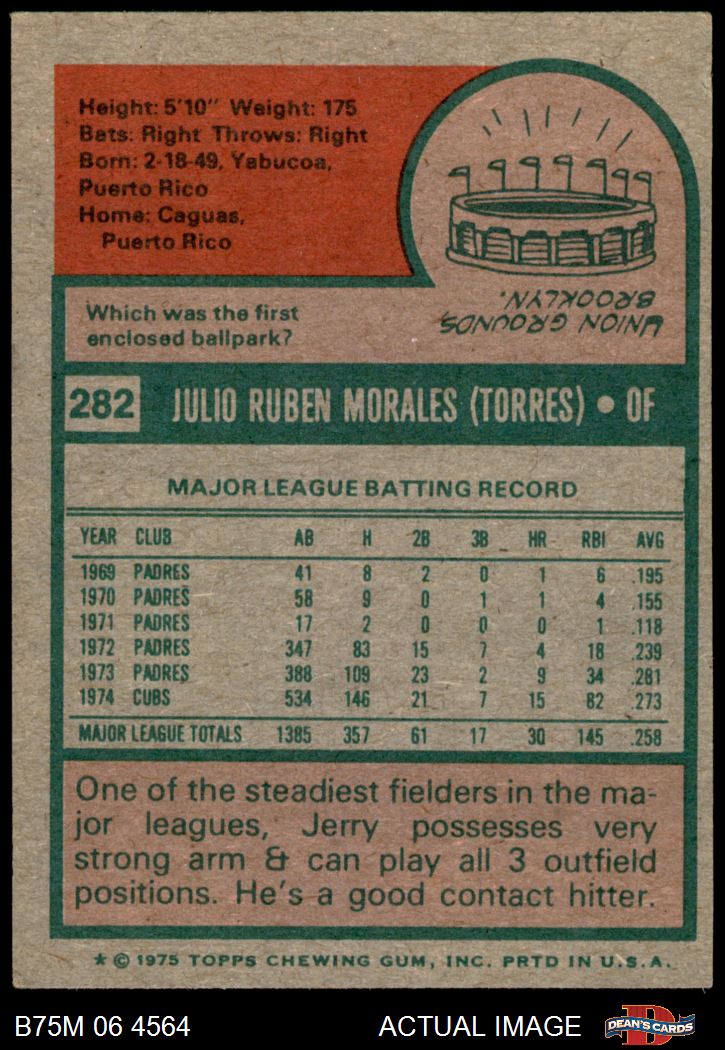 Height: 5'10" Weight: 175
Bats: Right Throws: Right
Born: 2-18-49, Yabucoa,
Puerto Rico
Home: Caguas,
Puerto Rico
Which was the first
enclosed ballpark?
UNION GROUNDS,
BROOKLYN.
282 JULIO RUBEN MORALES (TORRES) • OF
MAJOR LEAGUE BATTING RECORD
YEAR CLUB AB H 2B 3B HR RBI AVG
1969 PADRES 41 8 2 0 1 6 .195
1970 PADRES 58 9 0 1 1 4 .155
1971 PADRES 17 2 0 0 0 1 .118
1972 PADRES 347 83 15 7 4 18 .239
1973 PADRES 388 109 23 2 9 34 .281
1974 CUBS 534 146 21 7 15 82 .273
MAJOR LEAGUE TOTALS 1385 357 61 17 30 145 .258
One of the steadiest fielders in the ma-
jor leagues, Jerry possesses very
strong arm & can play all 3 outfield
positions. He's a good contact hitter.
* © 1975 TOPPS CHEWING GUM, INC. PRTD IN U.S.A.
B75M 06 4564 ACTUAL IMAGE
D
DEAN'S CARDS